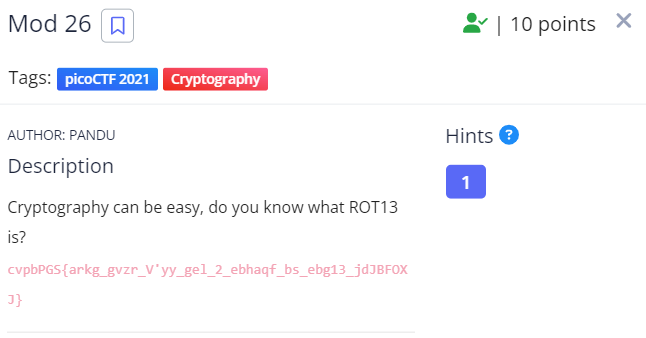 Mod 26 | 10 points ×
Tags: picoCTF 2021 Cryptography
AUTHOR: PANDU
Hints ?
Description
1
Cryptography can be easy, do you know what ROT13
is?
cvpbPGS{arkg_gvzr_V'yy_gel_2_ebhaqf_bs_ebg13_jdJBFOX
J}